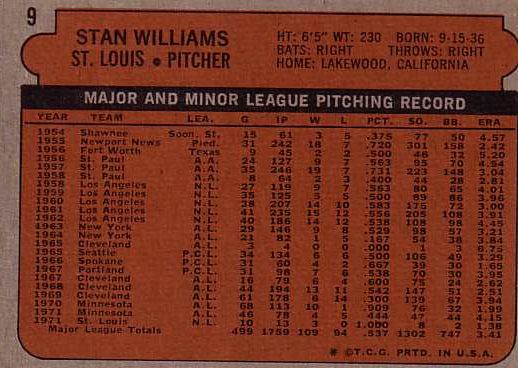 9
STAN WILLIAMS
ST. LOUIS • PITCHER
HT: 6'5" WT: 230 BORN: 9-15-36
BATS: RIGHT THROWS: RIGHT
HOME: LAKEWOOD, CALIFORNIA
MAJOR AND MINOR LEAGUE PITCHING RECORD
YEAR TEAM LEA. G IP W L PCT. SO. BB. ERA
1954 Shawnee Soon. St. 15 61 3 5 .375 77 50 4.57
1955 Newport News Pied. 31 242 18 7 .720 301 158 2.42
1956 Fort Worth Texas 9 45 2 2 .500 46 32 5.20
1956 St. Paul A.A. 24 127 9 7 .563 95 70 4.54
1957 St. Paul A.A. 35 246 19 7 .731 223 148 3.04
1958 St. Paul A.A. 8 64 2 3 .400 44 28 2.81
1958 Los Angeles N.L. 27 119 9 7 .563 80 65 4.01
1959 Los Angeles N.L. 35 125 5 5 .500 89 86 3.96
1960 Los Angeles N.L. 38 207 14 10 .583 175 72 3.00
1961 Los Angeles N.L. 41 235 15 12 .556 205 108 3.91
1962 Los Angeles N.L. 40 186 14 12 .538 108 98 4.45
1963 New York A.L. 29 146 9 8 .529 98 57 3.21
1964 New York A.L. 21 82 1 5 .167 54 38 3.84
1965 Cleveland A.L. 3 4 0 0 .000 1 3 6.75
1965 Seattle P.C.L. 34 134 6 6 .500 106 49 3.29
1966 Spokane P.C.L. 31 60 4 2 .667 39 30 1.65
1967 Portland P.C.L. 31 98 7 6 .538 70 30 3.95
1967 Cleveland A.L. 16 79 6 4 .600 75 24 2.62
1968 Cleveland A.L. 44 194 13 11 .542 147 51 2.51
1969 Cleveland A.L. 61 178 6 14 .300 139 67 3.94
1970 Minnesota A.L. 68 113 10 1 .909 76 32 1.99
1971 Minnesota A.L. 46 78 4 5 .444 47 44 4.15
1971 St. Louis N.L. 10 13 3 0 1.000 8 2 1.38
Major League Totals 499 1759 109 94 .537 1302 747 3.41
* ©T.C.G. PRTD. IN U.S.A.